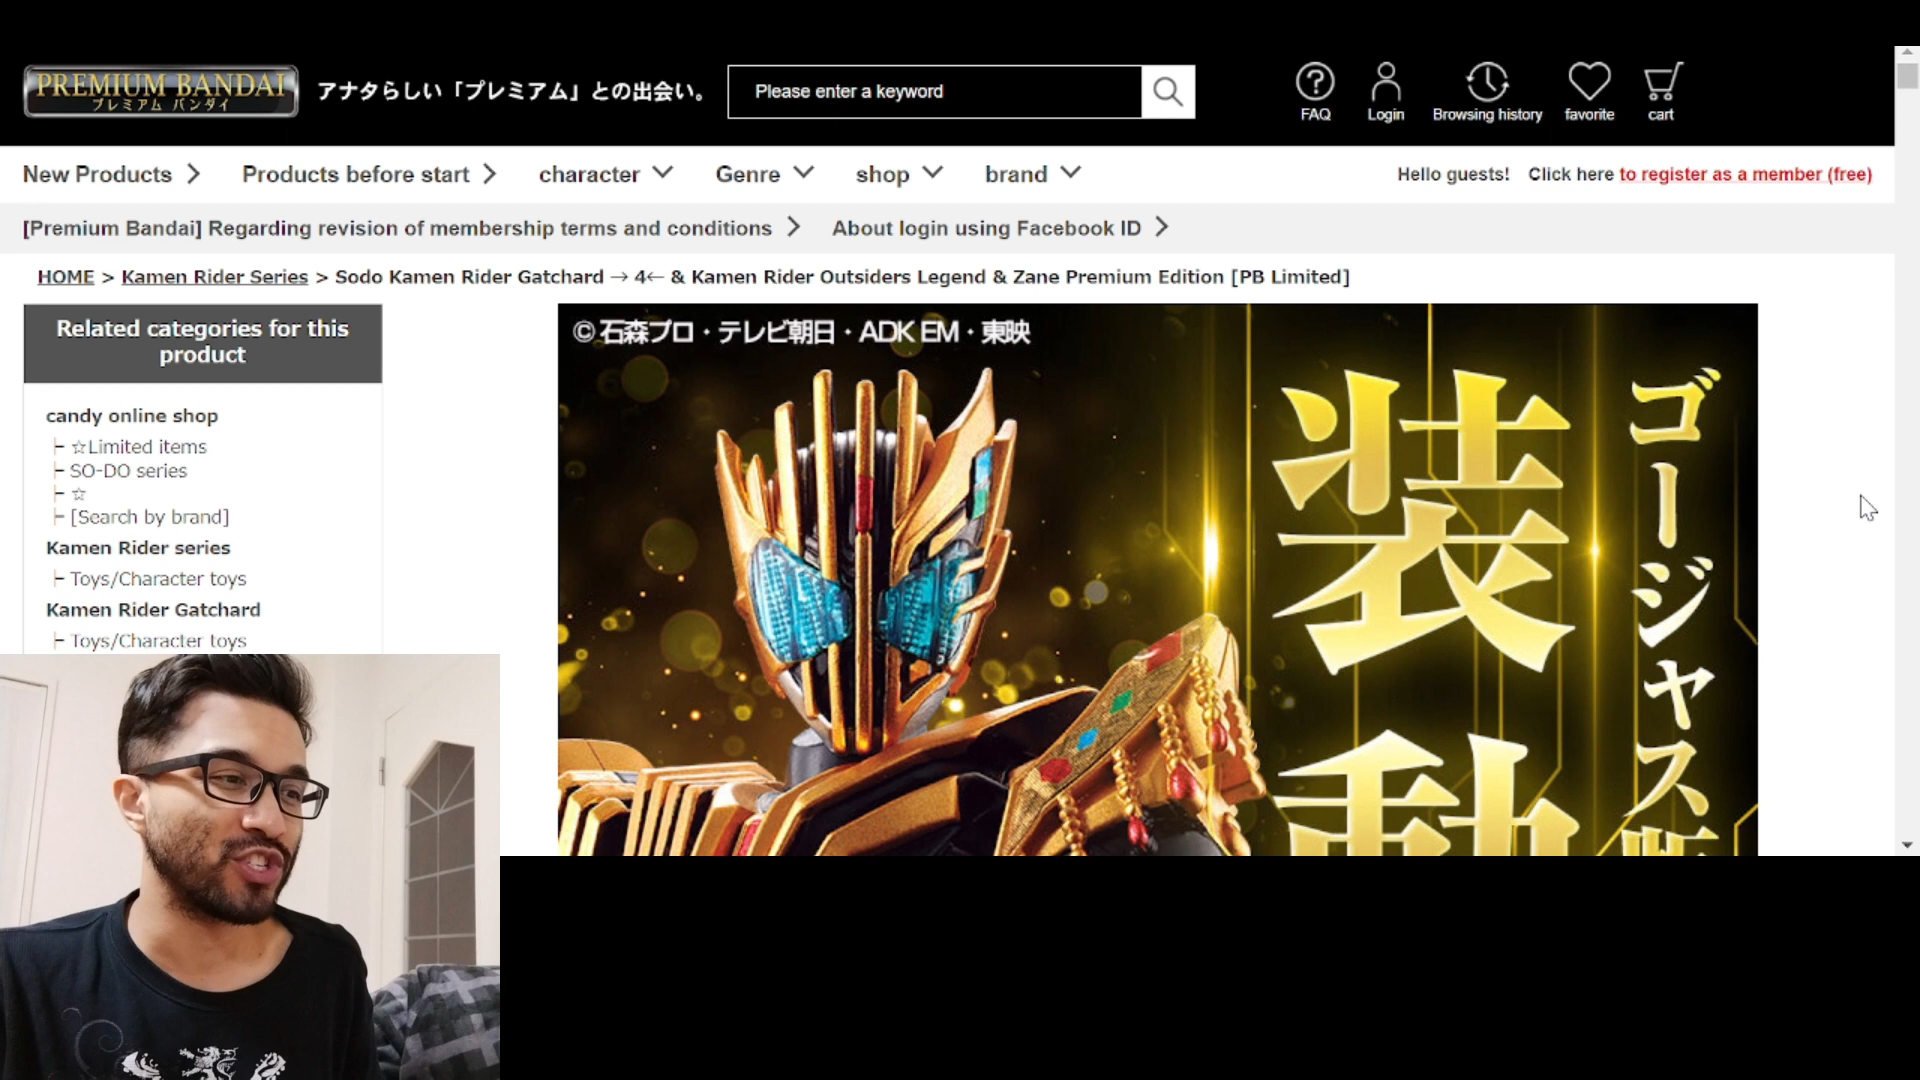 PREMIUM BANDAI
プレミアム バンダイ
アナタらしい「プレミアム」との出会い。
Please enter a keyword
FAQ
Login
Browsing history
favorite
cart
New Products
Products before start
character
Genre
shop
brand
Hello guests! Click here to register as a member (free)
[Premium Bandai] Regarding revision of membership terms and conditions
About login using Facebook ID
HOME > Kamen Rider Series > Sodo Kamen Rider Gatchard → 4← & Kamen Rider Outsiders Legend & Zane Premium Edition [PB Limited]
Related categories for this
product
candy online shop
├ ☆Limited items
├ SO-DO series
├ ☆
├ [Search by brand]
Kamen Rider series
├ Toys/Character toys
Kamen Rider Gatchard
├ Toys/Character toys
©石森プロ・テレビ朝日・ADK EM・東映
装動
ゴージャス